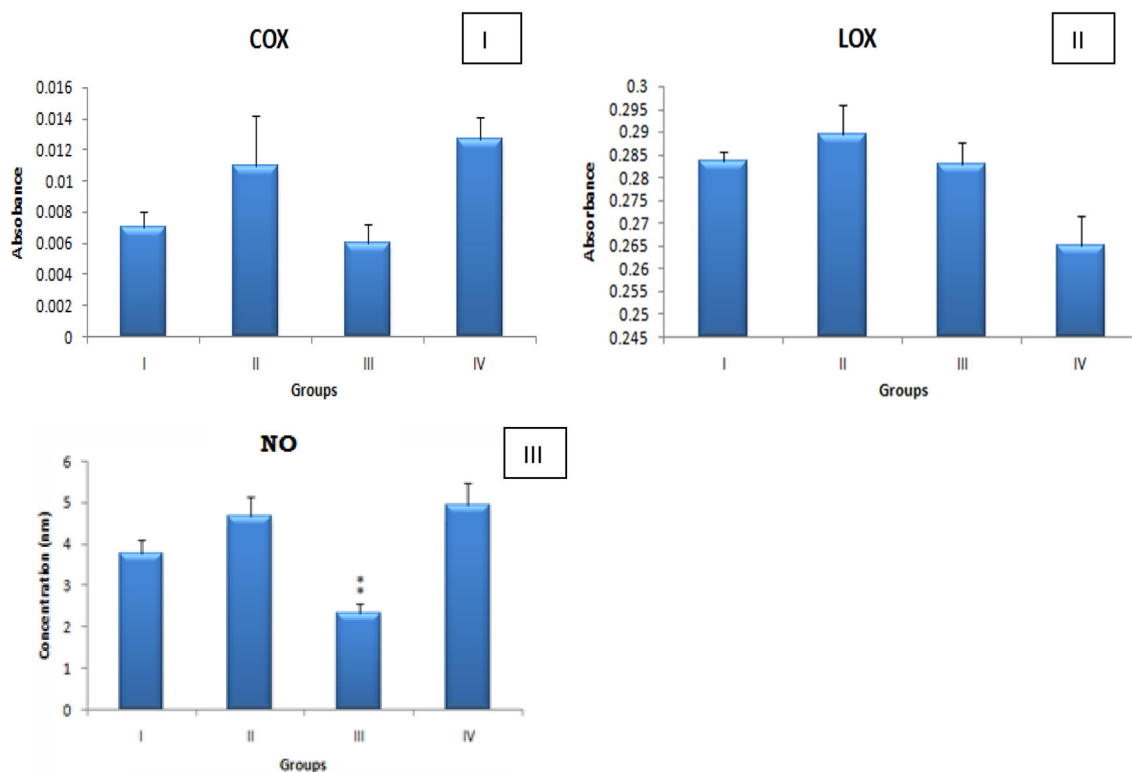 COX
I
Absobance
0.016
0.014
0.012
0.01
0.008
0.006
0.004
0.002
0
I II III IV
Groups
LOX
II
Absorbance
0.3
0.295
0.29
0.285
0.28
0.275
0.27
0.265
0.26
0.255
0.25
0.245
I II III IV
Groups
NO
III
Concentration (nm)
6
5
4
3
2
1
0
**
I II III IV
Groups